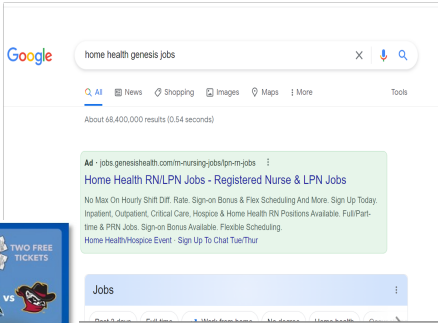 Google
home health genesis jobs
All News Shopping Images Maps More Tools
About 68,400,000 results (0.54 seconds)
Ad · jobs.genesishealth.com/rn-nursing-jobs/lpn-rn-jobs
Home Health RN/LPN Jobs - Registered Nurse & LPN Jobs
No Max On Hourly Shift Diff. Rate. Sign-on Bonus & Flex Scheduling And More. Sign Up Today.
Inpatient, Outpatient, Critical Care, Hospice & Home Health RN Positions Available. Full/Part-
time & PRN Jobs. Sign-on Bonus Available. Flexible Scheduling.
Home Health/Hospice Event · Sign Up To Chat Tue/Thur
TWO FREE
TICKETS
VS
Jobs
Past 3 days Full-time Work from home No degree Home health